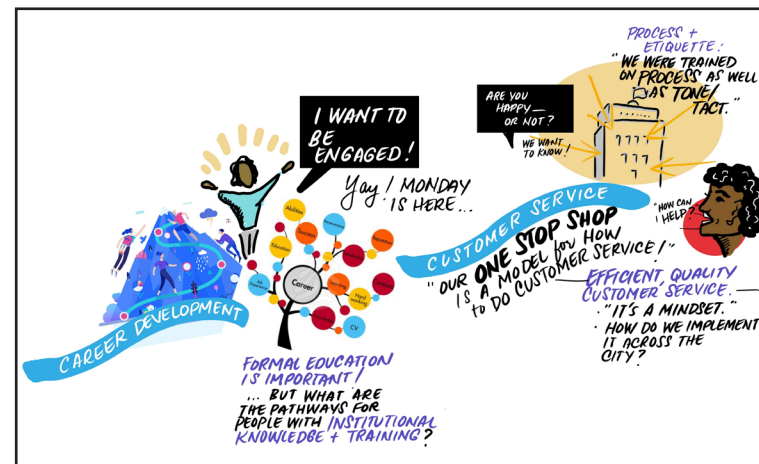 I WANT TO
BE
ENGAGED!
Yay! MONDAY
IS HERE...
CAREER DEVELOPMENT
Abilities
Education
Career
Learning
Hard
working
CV
FORMAL EDUCATION
IS IMPORTANT!
... BUT WHAT ARE
THE PATHWAYS FOR
PEOPLE WITH INSTITUTIONAL
KNOWLEDGE + TRAINING?
PROCESS +
ETIQUETTE:
"WE WERE TRAINED
ON PROCESS AS WELL
AS TONE/
TACT."
ARE YOU
HAPPY—
OR NOT?
WE WANT
TO KNOW!
CUSTOMER SERVICE
"HOW CAN
I HELP?"
"OUR ONE STOP SHOP
IS A MODEL for HOW
to DO CUSTOMER SERVICE!"
EFFICIENT, QUALITY
CUSTOMER SERVICE.
• "IT'S A MINDSET."
• HOW DO WE IMPLEMENT
IT ACROSS THE
CITY?